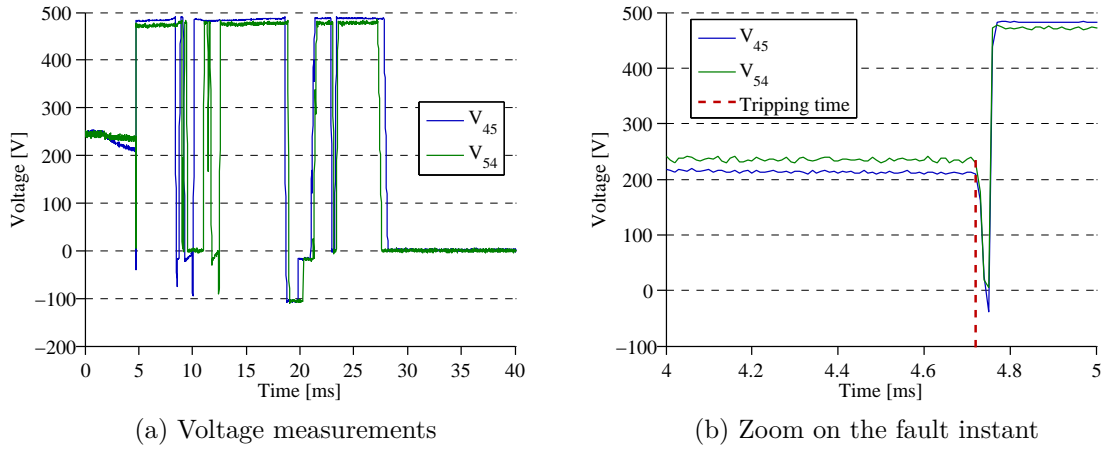 500
400
300
200
100
0
−100
−200
0 5 10 15 20 25 30 35 40
Voltage [V]
Time [ms]
V45
V54
(a) Voltage measurements
500
400
300
200
100
0
−100
4 4.2 4.4 4.6 4.8 5
Voltage [V]
Time [ms]
V45
V54
Tripping time
(b) Zoom on the fault instant